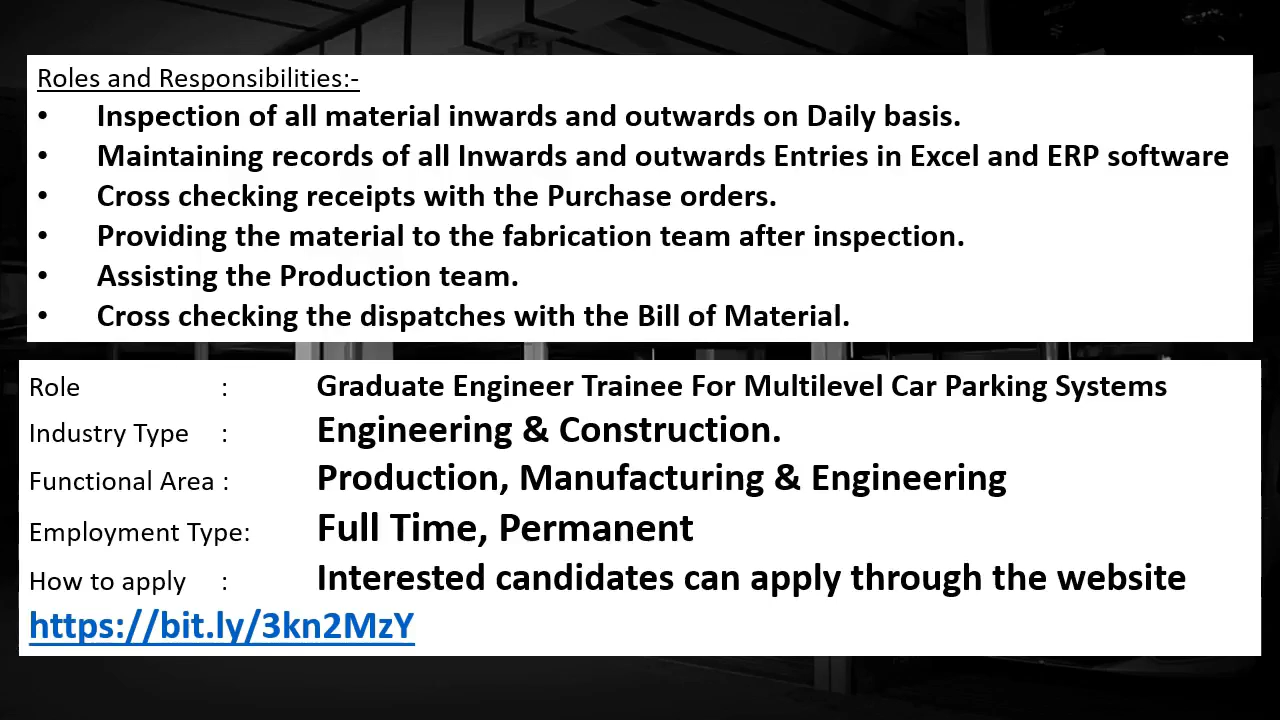 Roles and Responsibilities:-
• Inspection of all material inwards and outwards on Daily basis.
• Maintaining records of all Inwards and outwards Entries in Excel and ERP software
• Cross checking receipts with the Purchase orders.
• Providing the material to the fabrication team after inspection.
• Assisting the Production team.
• Cross checking the dispatches with the Bill of Material.
Role : Graduate Engineer Trainee For Multilevel Car Parking Systems
Industry Type : Engineering & Construction.
Functional Area : Production, Manufacturing & Engineering
Employment Type: Full Time, Permanent
How to apply : Interested candidates can apply through the website
https://bit.ly/3kn2MzY